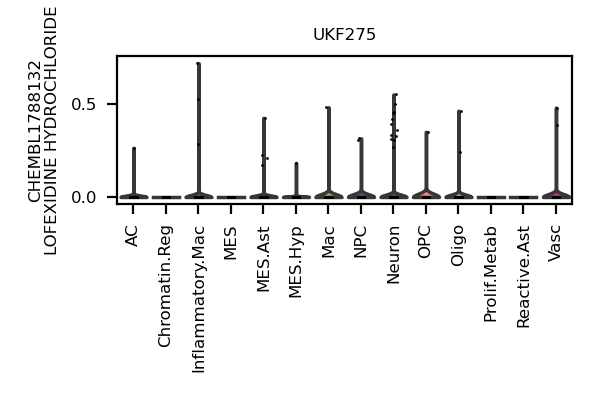 UKF275
CHEMBL1788132
LOFEXIDINE HYDROCHLORIDE
0.5
0.0
AC
Chromatin.Reg
Inflammatory.Mac
MES
MES.Ast
MES.Hyp
Mac
NPC
Neuron
OPC
Oligo
Prolif.Metab
Reactive.Ast
Vasc